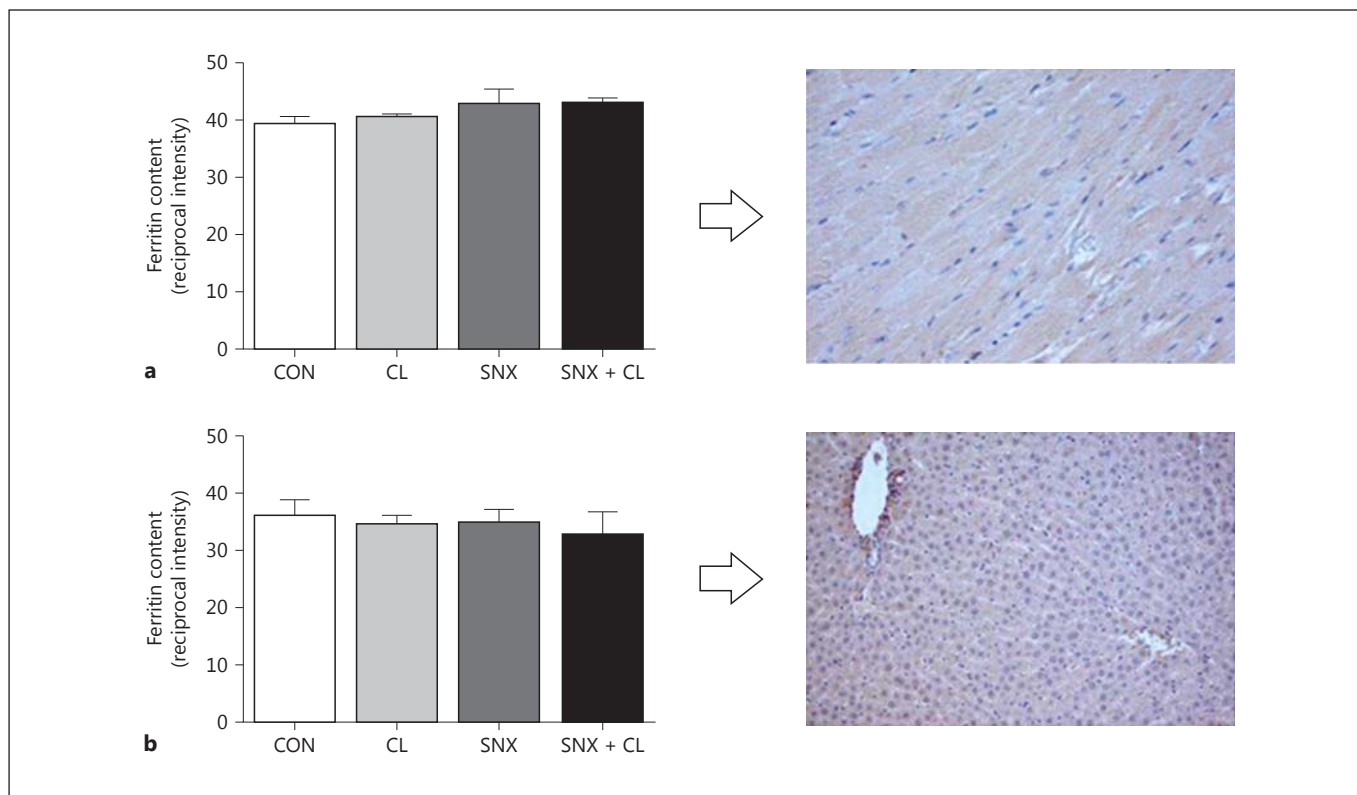 50
40
30
20
10
0
Ferritin content
(reciprocal intensity)
CON CL SNX SNX + CL
a
50
40
30
20
10
0
Ferritin content
(reciprocal intensity)
CON CL SNX SNX + CL
b